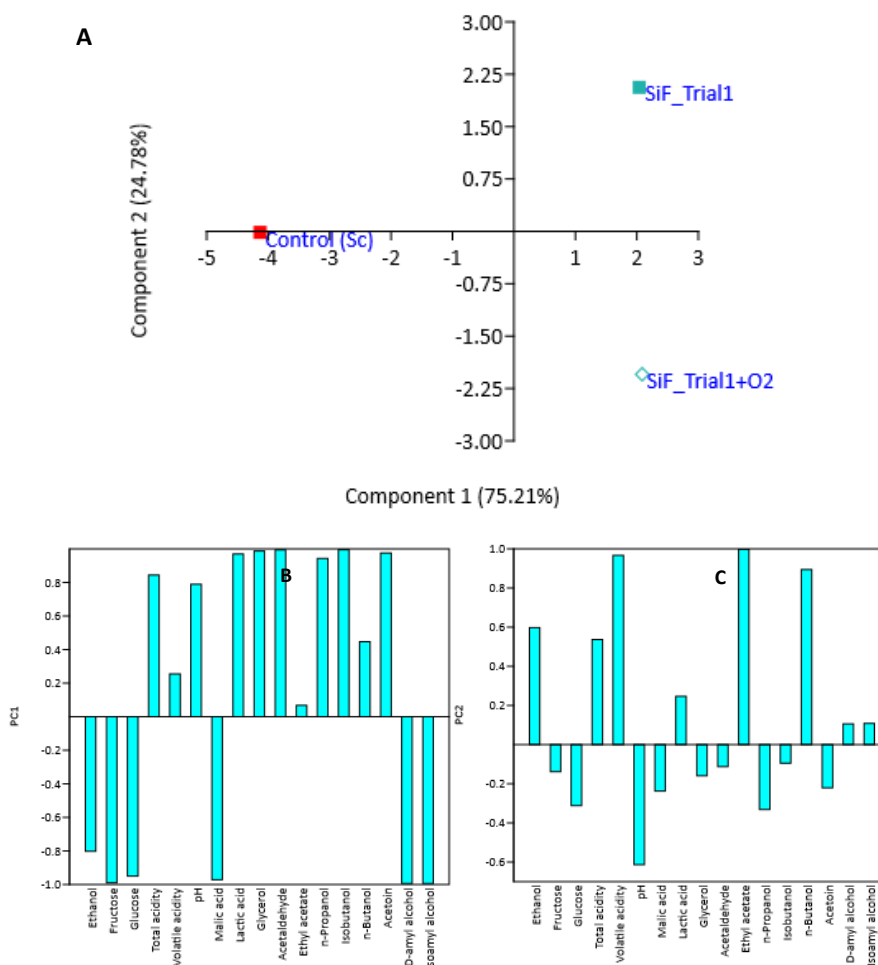 A
3.00
2.25
1.50
0.75
-0.75
-1.50
-2.25
-3.00
-5
-4
-3
-2
-1
1
2
3
SiF_Trial1
Control (Sc)
SiF_Trial1+O2
Component 2 (24.78%)
Component 1 (75.21%)
B
PC1
0.8
0.6
0.4
0.2
-0.2
-0.4
-0.6
-0.8
-1.0
Ethanol
Fructose
Glucose
Total acidity
Volatile acidity
pH
Malic acid
Lactic acid
Glycerol
Acetaldehyde
Ethyl acetate
n-Propanol
Isobutanol
n-Butanol
Acetoin
D-amyl alcohol
Isoamyl alcohol
C
PC2
1.0
0.8
0.6
0.4
0.2
-0.2
-0.4
-0.6
Ethanol
Fructose
Glucose
Total acidity
Volatile acidity
pH
Malic acid
Lactic acid
Glycerol
Acetaldehyde
Ethyl acetate
n-Propanol
Isobutanol
n-Butanol
Acetoin
D-amyl alcohol
Isoamyl alcohol